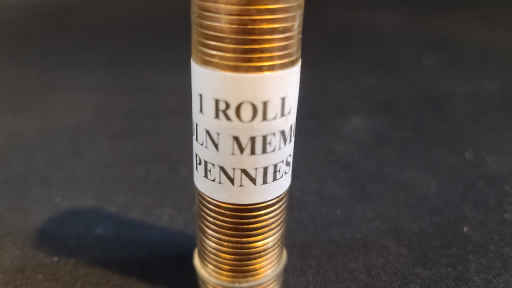 1 ROLL
LN MEM
PENNIES